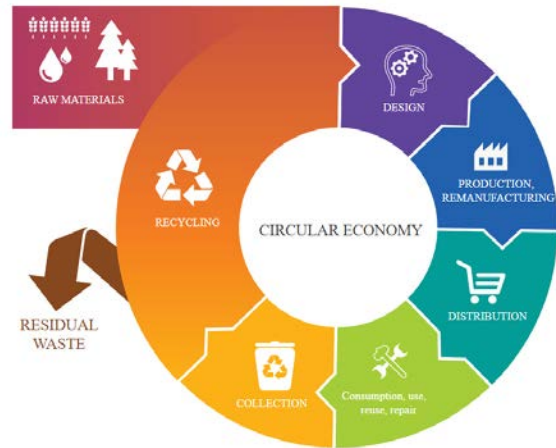 RAW MATERIALS
DESIGN
PRODUCTION,
REMANUFACTURING
RECYCLING
CIRCULAR ECONOMY
DISTRIBUTION
RESIDUAL
WASTE
COLLECTION
Consumption, use,
reuse, repair